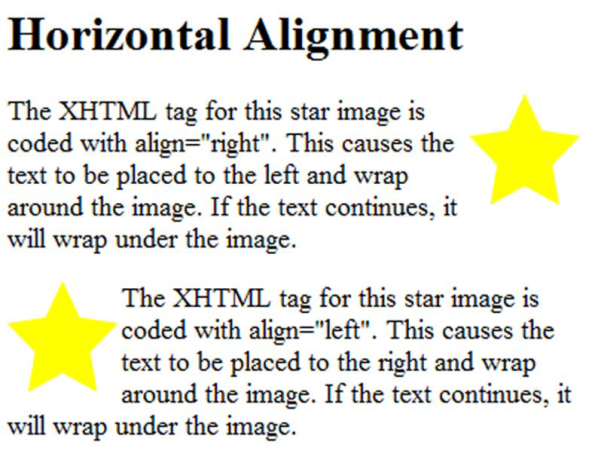 Horizontal Alignment
The XHTML tag for this star image is
coded with align="right". This causes the
text to be placed to the left and wrap
around the image. If the text continues, it
will wrap under the image.
The XHTML tag for this star image is
coded with align="left". This causes the
text to be placed to the right and wrap
around the image. If the text continues, it
will wrap under the image.